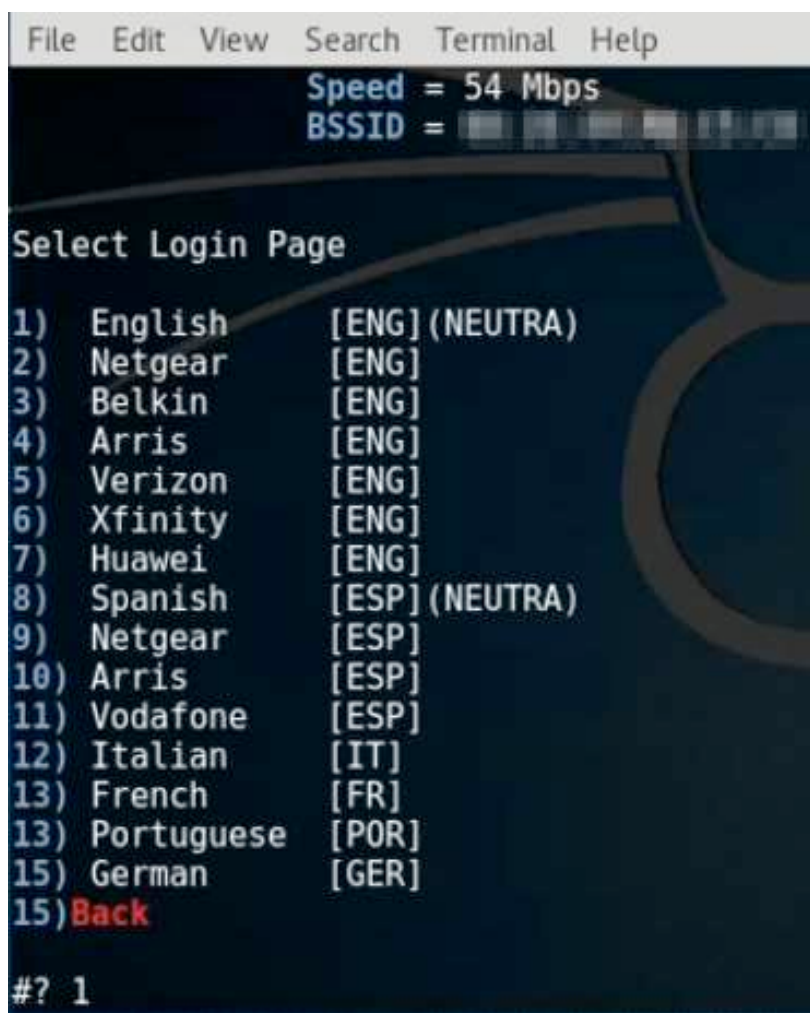 File Edit View Search Terminal Help
Speed = 54 Mbps
BSSID =
Select Login Page
1) English [ENG](NEUTRA)
2) Netgear [ENG]
3) Belkin [ENG]
4) Arris [ENG]
5) Verizon [ENG]
6) Xfinity [ENG]
7) Huawei [ENG]
8) Spanish [ESP](NEUTRA)
9) Netgear [ESP]
10) Arris [ESP]
11) Vodafone [ESP]
12) Italian [IT]
13) French [FR]
13) Portuguese [POR]
15) German [GER]
15)Back
#? 1